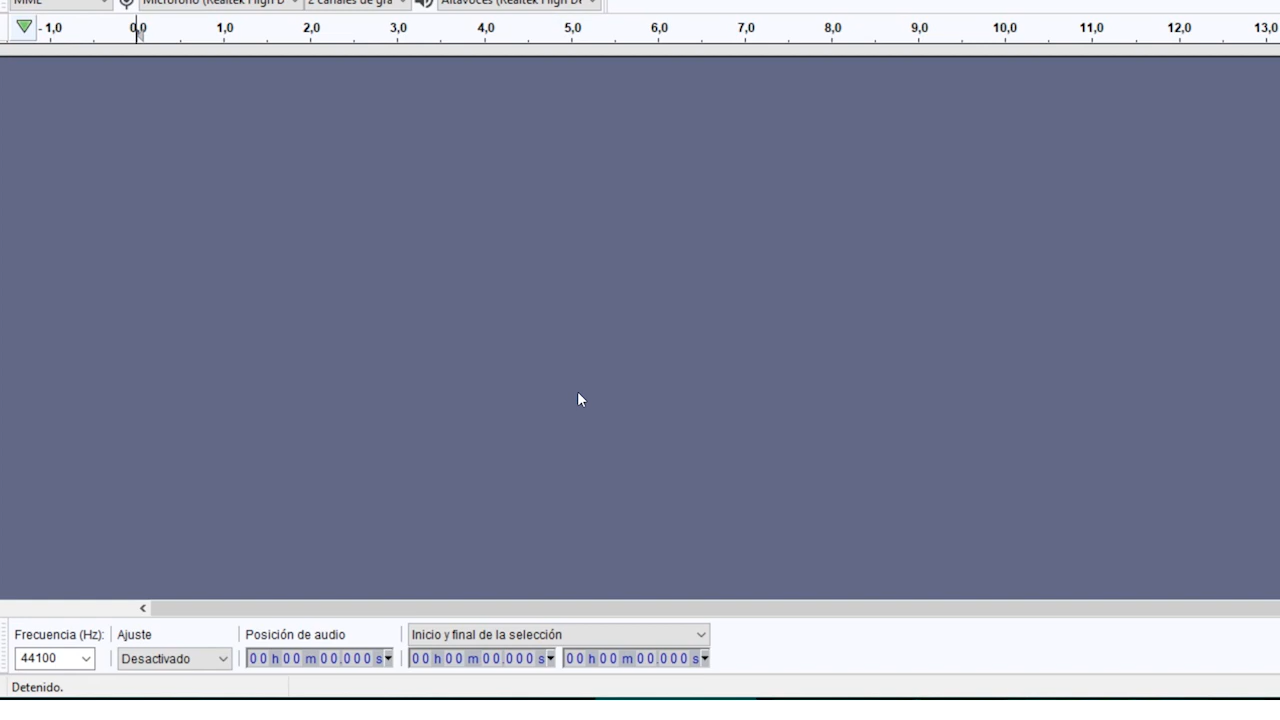 MME Micrófono (Realtek High D 2 canales de gra Altavoces (Realtek High De
- 1,0 0,0 1,0 2,0 3,0 4,0 5,0 6,0 7,0 8,0 9,0 10,0 11,0 12,0 13,0
Frecuencia (Hz): Ajuste Posición de audio Inicio y final de la selección
44100 Desactivado 00 h 00 m 00.000 s 00 h 00 m 00.000 s 00 h 00 m 00.000 s
Detenido.